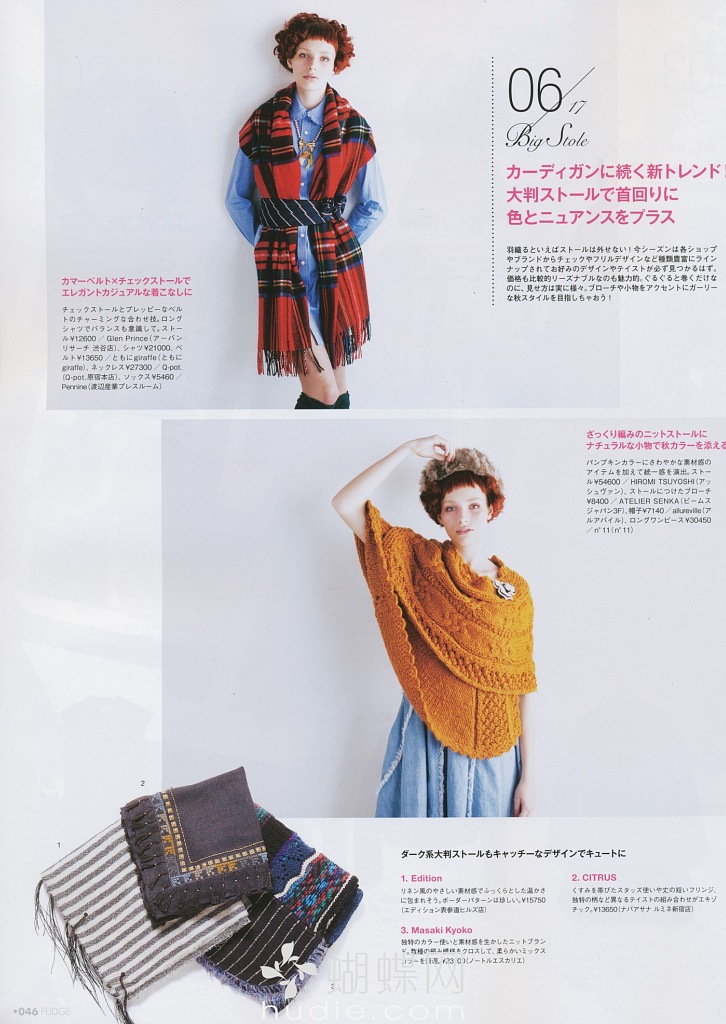 06/17
Big Stole
カーディガンに続く新トレンド!
大判ストールで首回りに
色とニュアンスをプラス
羽織るといえばストールは外せない!今シーズンは各ショップ
やブランドからチェックやフリルデザインなど種類豊富にライン
ナップされてお好みのデザインやテイストが必ず見つかるはず。
価格も比較的リーズナブルなのも魅力的。ぐるぐると巻くだけな
のに、見せ方は実に様々。ブローチや小物をアクセントにガーリー
な秋スタイルを目指しちゃおう!
カマーベルト×チェックストールで
エレガントカジュアルな着こなしに
チェックストールとプレッピーなベル
トのチャーミングな合わせ技。ロング
シャツでバランスも意識して。ストー
ル¥12600/Glen Prince(アーバン
リサーチ 渋谷店)、シャツ¥21000、ベ
ルト¥13650/ともにgiraffe(ともに
giraffe)、ネックレス¥27300/Q-pot.
(Q-pot.原宿本店)、ソックス¥5460/
Pennine(渡辺産業プレスルーム)
ざっくり編みのニットストールに
ナチュラルな小物で秋カラーを添える
パンプキンカラーにさわやかな素材感の
アイテムを加えて統一感を演出。ストー
ル¥54600/HIROMI TSUYOSHI(アッ
シュヴァン)、ストールにつけたブローチ
¥8400/ATELIER SENKA(ビームス
ジャパン3F)、帽子¥7140/allureville(ア
ルアバイル)、ロングワンピース¥30450
/n°11(n°11)
2
1
3
ダーク系大判ストールもキャッチーなデザインでキュートに
1. Edition
リネン風のやさしい素材感でふっくらとした温かさ
に包まれそう。ボーダーパターンは珍しい。¥15750
(エディション表参道ヒルズ店)
2. CITRUS
くすみを帯びたスタッズ使いや丈の短いフリンジ、
独特の柄など異なるテイストの組み合わせがエキゾ
チック。¥13650(ナバアサナ ルミネ新宿店)
3. Masaki Kyoko
独特のカラー使いと素材感を生かしたニットブラン
ド。数種の編み模様をクロスして、柔らかいミックス
(ノートルエスカリエ)
蝴蝶网
hudie.com
•046 FUDGE